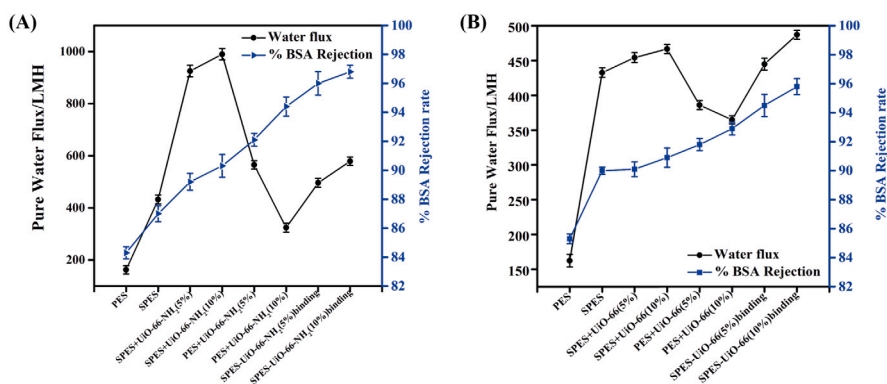 (A)
Pure Water Flux/LMH
1000
800
600
400
200
Water flux
% BSA Rejection
100
98
96
94
92
90
88
86
84
82
% BSA Rejection rate
PES
SPES
SPES+UiO-66-NH2(5%)
SPES+UiO-66-NH2(10%)
PES+UiO-66-NH2(5%)
PES+UiO-66-NH2(10%)
SPES-UiO-66-NH2(5%)binding
SPES-UiO-66-NH2(10%)binding
(B)
Pure Water Flux/LMH
500
450
400
350
300
250
200
150
Water flux
% BSA Rejection
100
98
96
94
92
90
88
86
84
82
% BSA Rejection rate
PES
SPES
SPES+UiO-66(5%)
SPES+UiO-66(10%)
PES+UiO-66(5%)
PES+UiO-66(10%)
SPES-UiO-66(5%)binding
SPES-UiO-66(10%)binding